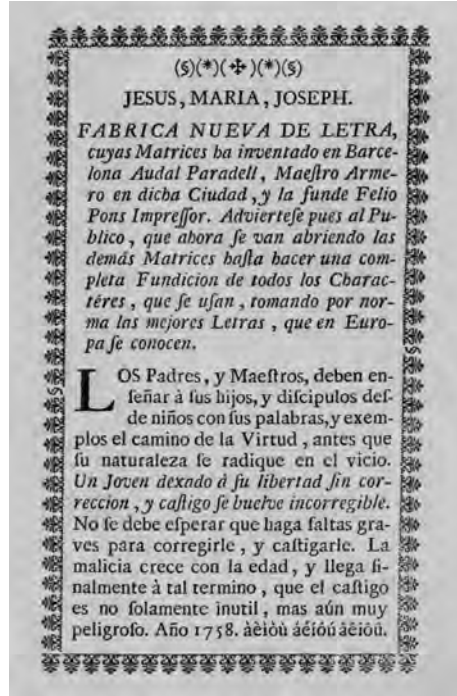 (§)(*)(✠)(*)(§)
JESUS, MARIA, JOSEPH.
FABRICA NUEVA DE LETRA,
cuyas Matrices ha inventado en Barce-
lona Audal Paradell, Maeſtro Arme-
ro en dicha Ciudad, y la funde Felio
Pons Impreſſor. Advierteſe pues al Pu-
blico, que ahora ſe van abriendo las
demás Matrices haſta hacer una com-
pleta Fundicion de todos los Charac-
téres, que ſe uſan, tomando por nor-
ma las mejores Letras, que en Euro-
pa ſe conocen.
LOS Padres, y Maeſtros, deben en-
ſeñar à ſus hijos, y diſcipulos deſ-
de niños con ſus palabras, y exem-
plos el camino de la Virtud, antes que
ſu naturaleza ſe radique en el vicio.
Un Joven dexado à ſu libertad ſin cor-
reccion, y caſtigo ſe buelve incorregible.
No ſe debe eſperar que haga faltas gra-
ves para corregirle, y caſtigarle. La
malicia crece con la edad, y llega fi-
nalmente à tal termino, que el caſtigo
es no ſolamente inutil, mas aún muy
peligroſo. Año 1758. àèìòù áéíóú âêîôû.